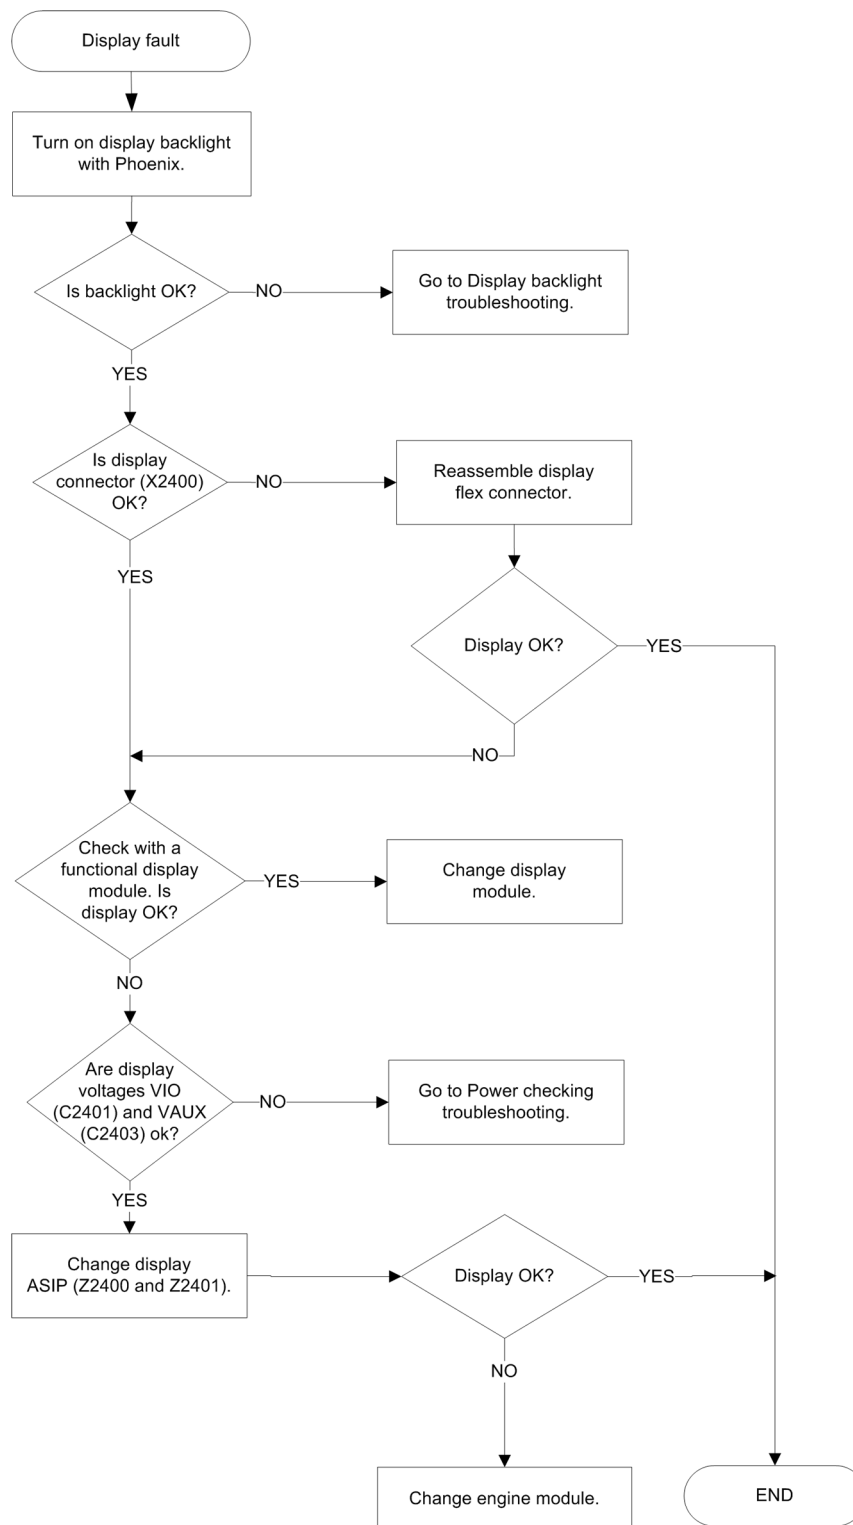 Display fault
Turn on display backlight
with Phoenix.
Is backlight OK?
NO
Go to Display backlight
troubleshooting.
YES
Is display
connector (X2400)
OK?
NO
Reassemble display
flex connector.
YES
Display OK?
YES
NO
Check with a
functional display
module. Is
display OK?
YES
Change display
module.
NO
Are display
voltages VIO
(C2401) and VAUX
(C2403) ok?
NO
Go to Power checking
troubleshooting.
YES
Change display
ASIP (Z2400 and Z2401).
Display OK?
YES
NO
Change engine module.
END